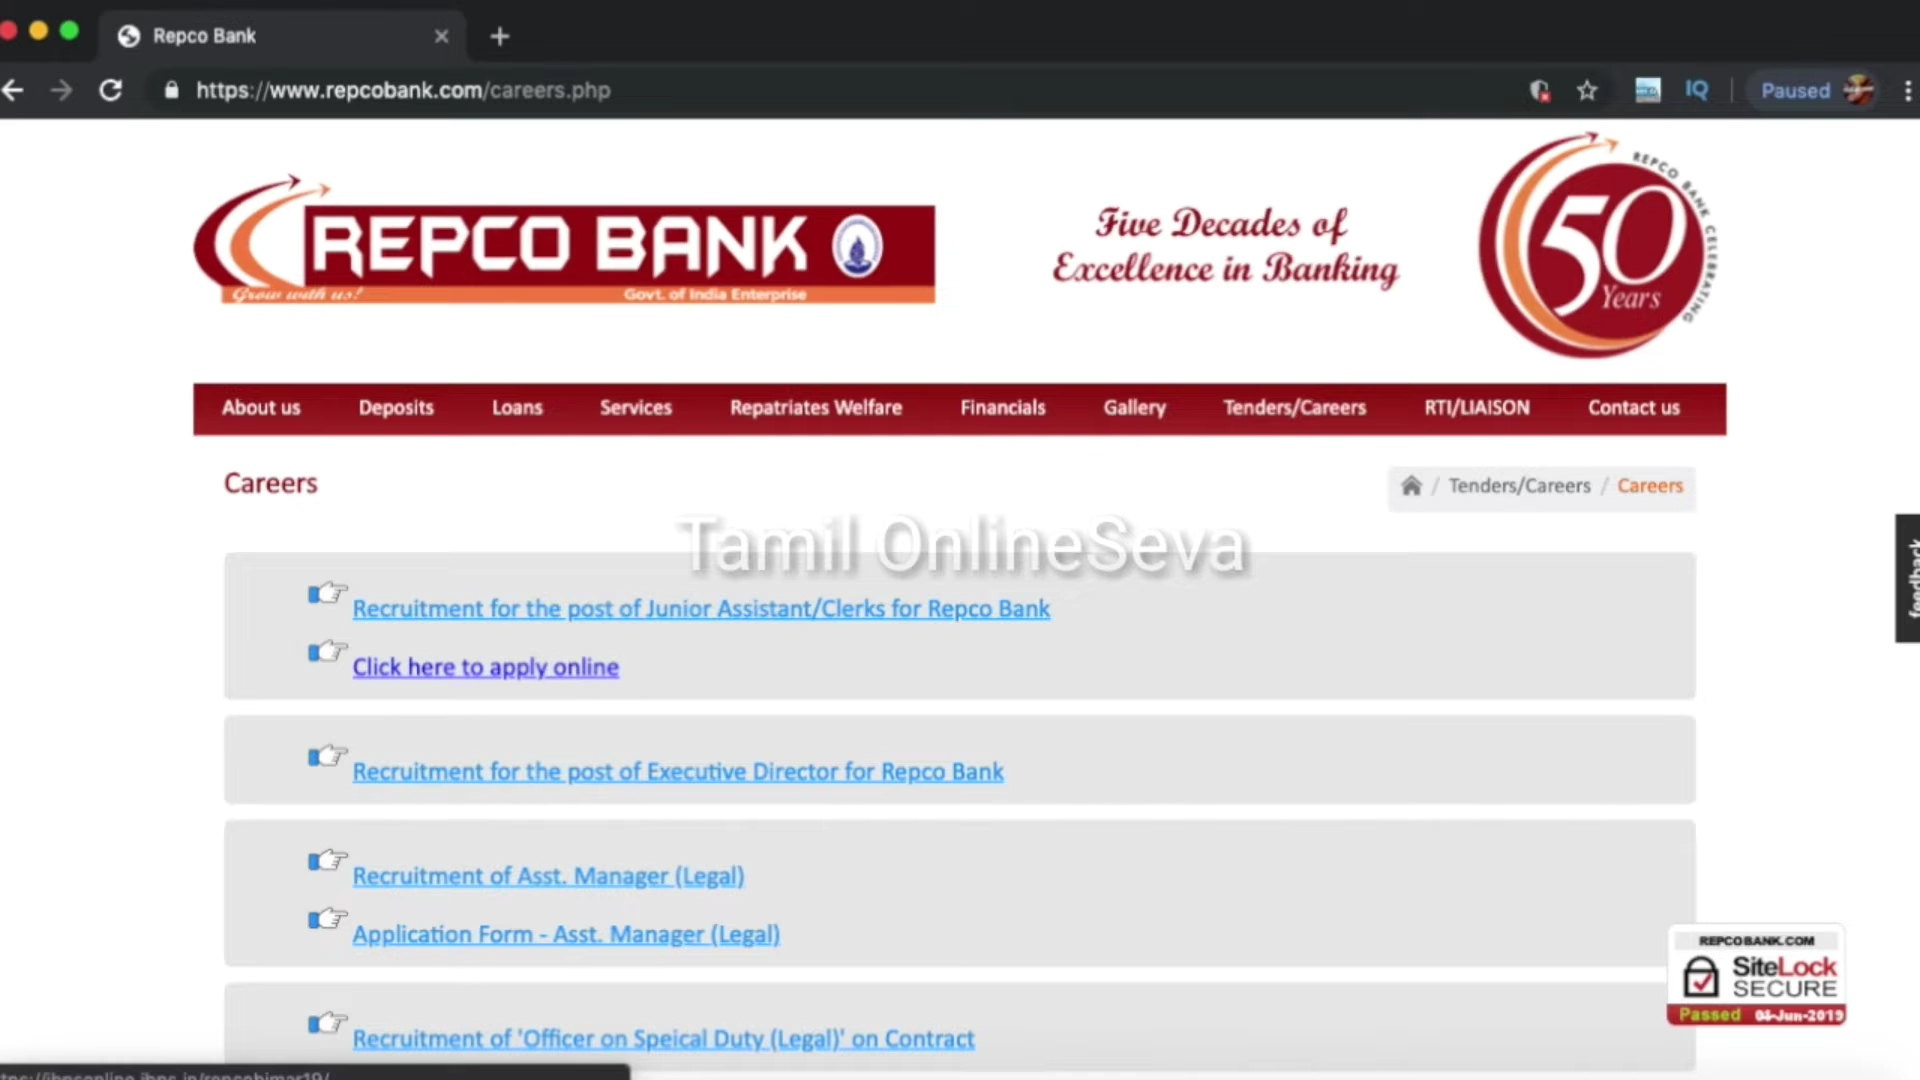 Repco Bank
https://www.repcobank.com/careers.php
IQ
Paused
REPCO BANK
Grow with us!
Govt. of India Enterprise
Five Decades of
Excellence in Banking
50
Years
REPCO BANK CELEBRATING
About us
Deposits
Loans
Services
Repatriates Welfare
Financials
Gallery
Tenders/Careers
RTI/LIAISON
Contact us
Careers
/ Tenders/Careers / Careers
Tamil OnlineSeva
feedback
Recruitment for the post of Junior Assistant/Clerks for Repco Bank
Click here to apply online
Recruitment for the post of Executive Director for Repco Bank
Recruitment of Asst. Manager (Legal)
Application Form - Asst. Manager (Legal)
REPCOBANK.COM
SiteLock
SECURE
Passed
-Jun-2019
Recruitment of 'Officer on Speical Duty (Legal)' on Contract